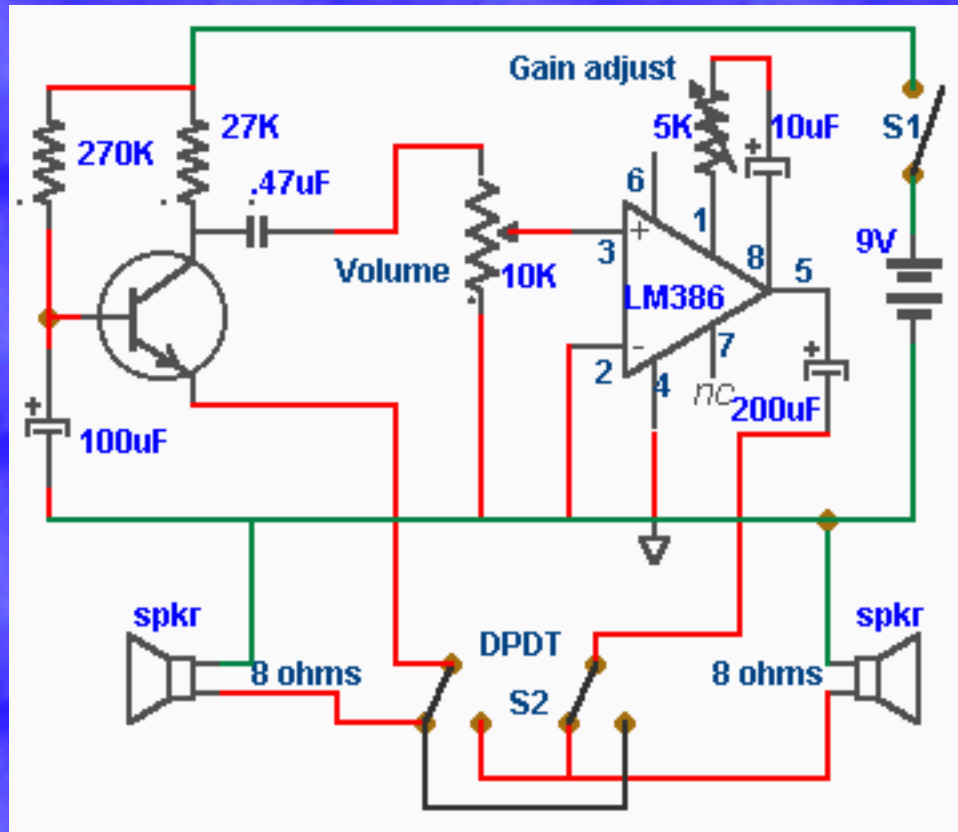 Gain adjust
27K
5K
10uF
S1
270K
.47uF
6
+
3
1
8
5
9V
Volume
10K
LM386
+
-
2
7
4
nc
+
200uF
+
100uF
spkr
8 ohms
DPDT
S2
8 ohms
spkr